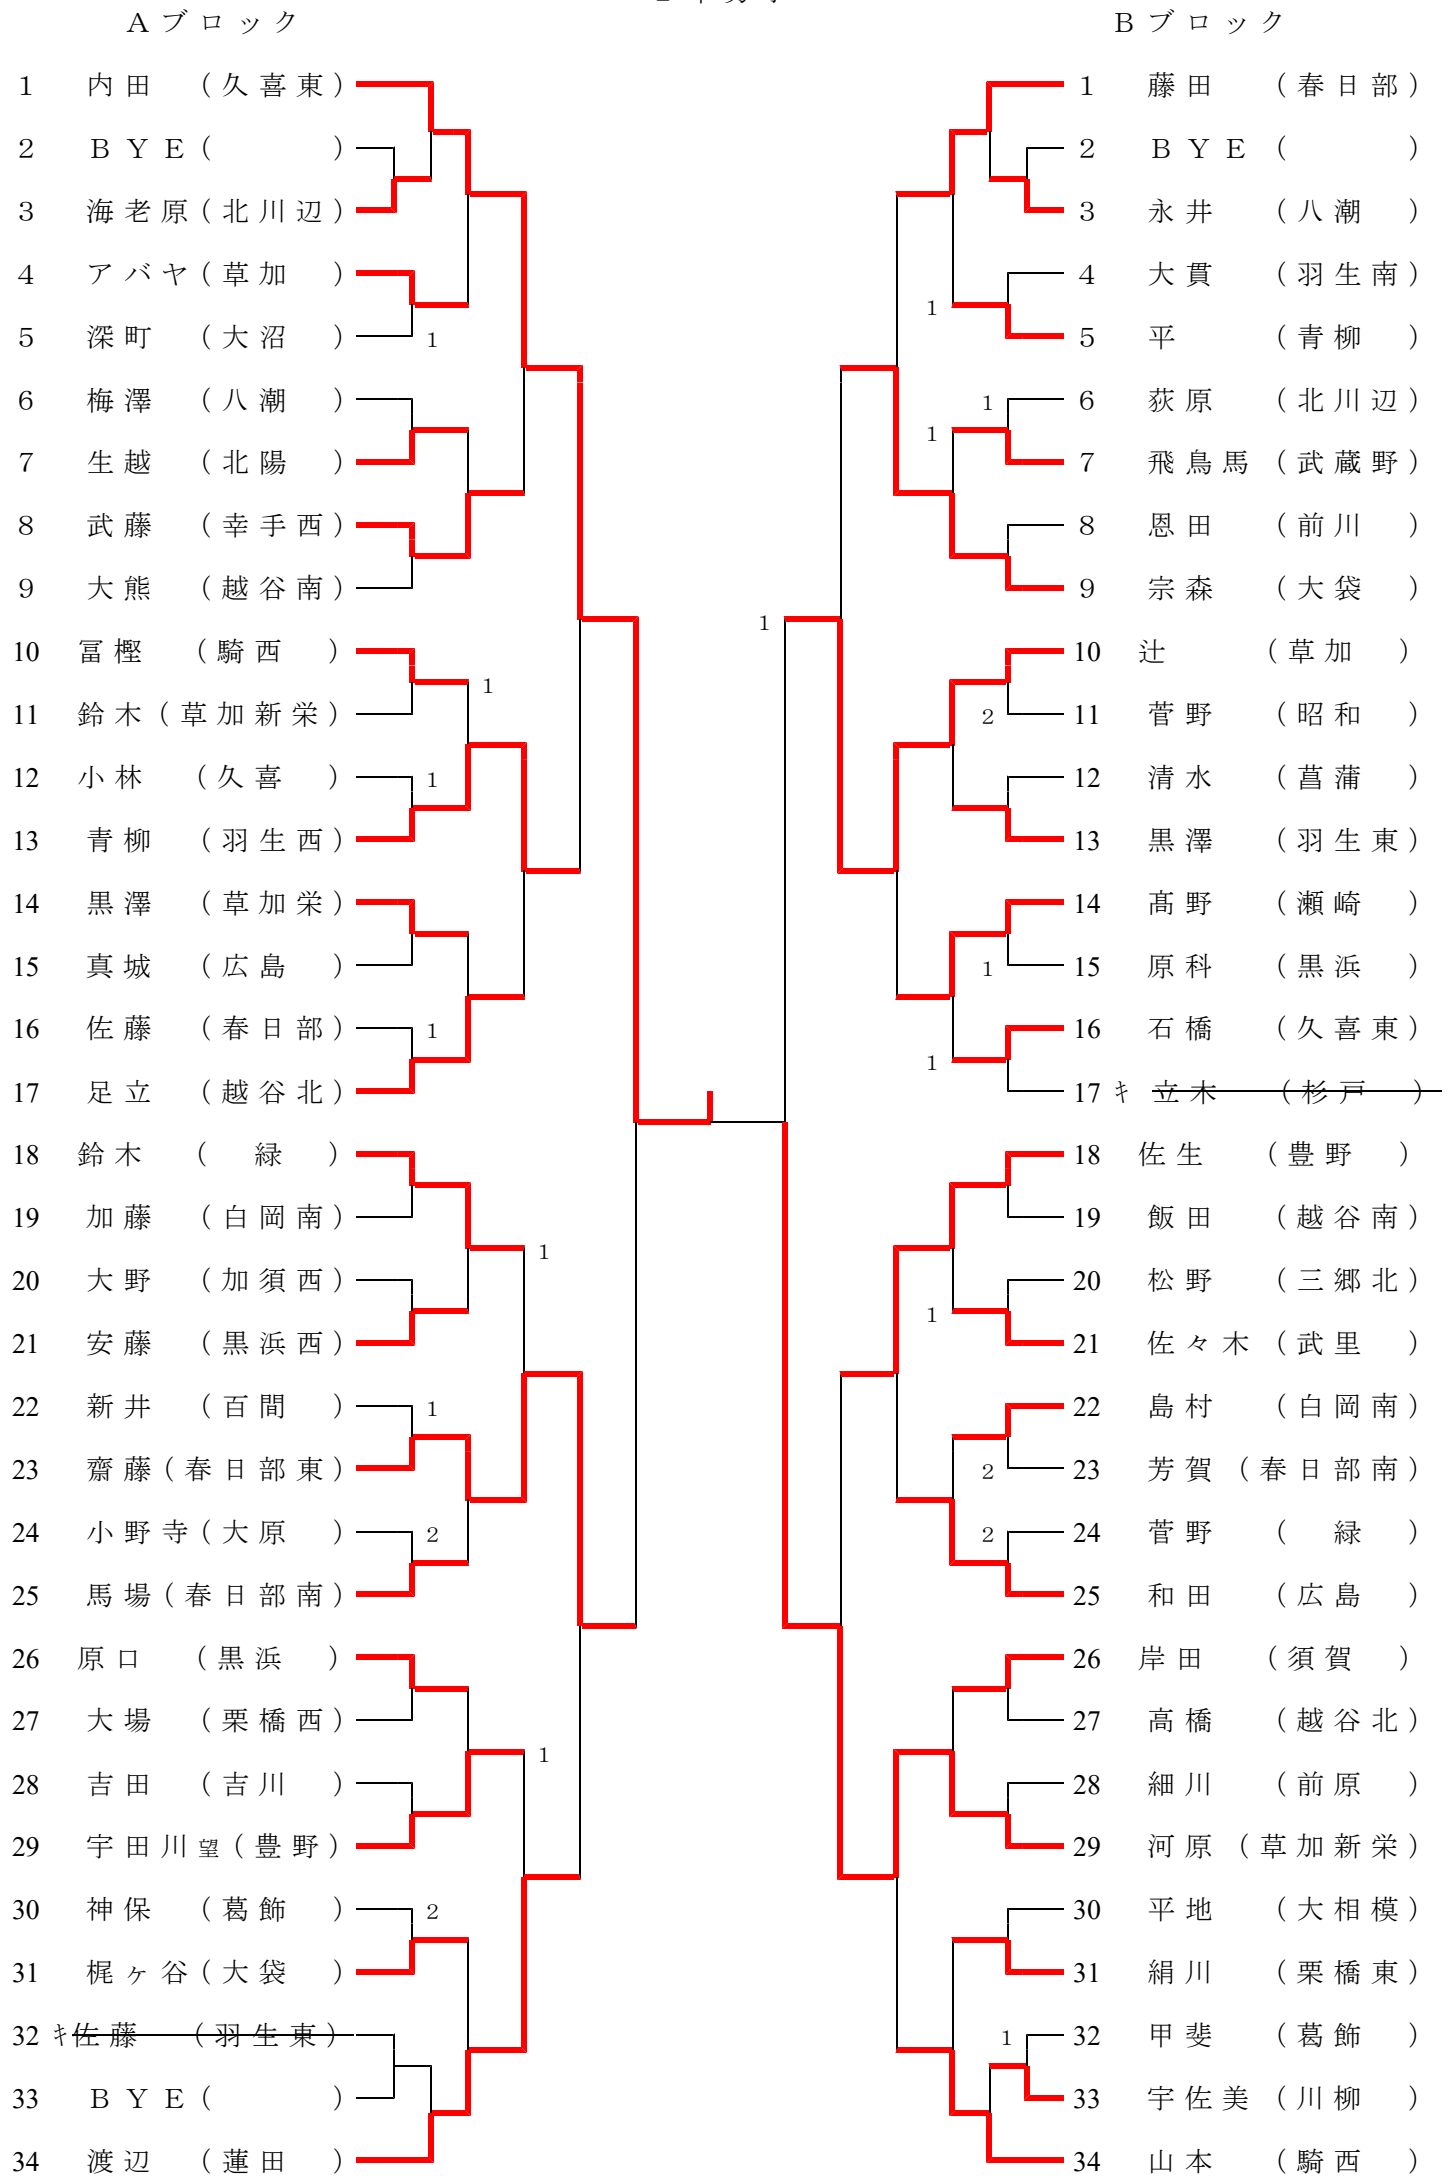 Aブロック Bブロック
1 内田 （久喜東） 1 藤田 （春日部）
2 BYE（ ） 2 BYE（ ）
3 海老原（北川辺） 3 永井 （八潮 ）
4 アバヤ（草加 ） 4 大貫 （羽生南）
1
5 深町 （大沼 ） 1 5 平 （青柳 ）
6 梅澤 （八潮 ） 1 6 荻原 （北川辺）
1
7 生越 （北陽 ） 7 飛鳥馬（武蔵野）
8 武藤 （幸手西） 8 恩田 （前川 ）
9 大熊 （越谷南） 9 宗森 （大袋 ）
1
10 冨樫 （騎西 ） 10 辻 （草加 ）
1
11 鈴木（草加新栄） 2 11 菅野 （昭和 ）
12 小林 （久喜 ） 1 12 清水 （菖蒲 ）
13 青柳 （羽生西） 13 黒澤 （羽生東）
14 黒澤 （草加栄） 14 髙野 （瀬崎 ）
15 真城 （広島 ） 1 15 原科 （黒浜 ）
16 佐藤 （春日部） 1 16 石橋 （久喜東）
1
17 足立 （越谷北） 17 ｷ 立木 （杉戸 ）
18 鈴木 （ 緑 ） 18 佐生 （豊野 ）
19 加藤 （白岡南） 19 飯田 （越谷南）
1
20 大野 （加須西） 20 松野 （三郷北）
1
21 安藤 （黒浜西） 21 佐々木（武里 ）
22 新井 （百間 ） 1 22 島村 （白岡南）
23 齋藤（春日部東） 2 23 芳賀（春日部南）
24 小野寺（大原 ） 2 2 24 菅野 （ 緑 ）
25 馬場（春日部南） 25 和田 （広島 ）
26 原口 （黒浜 ） 26 岸田 （須賀 ）
27 大場 （栗橋西） 27 高橋 （越谷北）
1
28 吉田 （吉川 ） 28 細川 （前原 ）
29 宇田川望（豊野） 29 河原（草加新栄）
30 神保 （葛飾 ） 2 30 平地 （大相模）
31 梶ヶ谷（大袋 ） 31 絹川 （栗橋東）
32 ｷ佐藤 （羽生東） 1 32 甲斐 （葛飾 ）
33 BYE（ ） 33 宇佐美（川柳 ）
34 渡辺 （蓮田 ） 34 山本 （騎西 ）